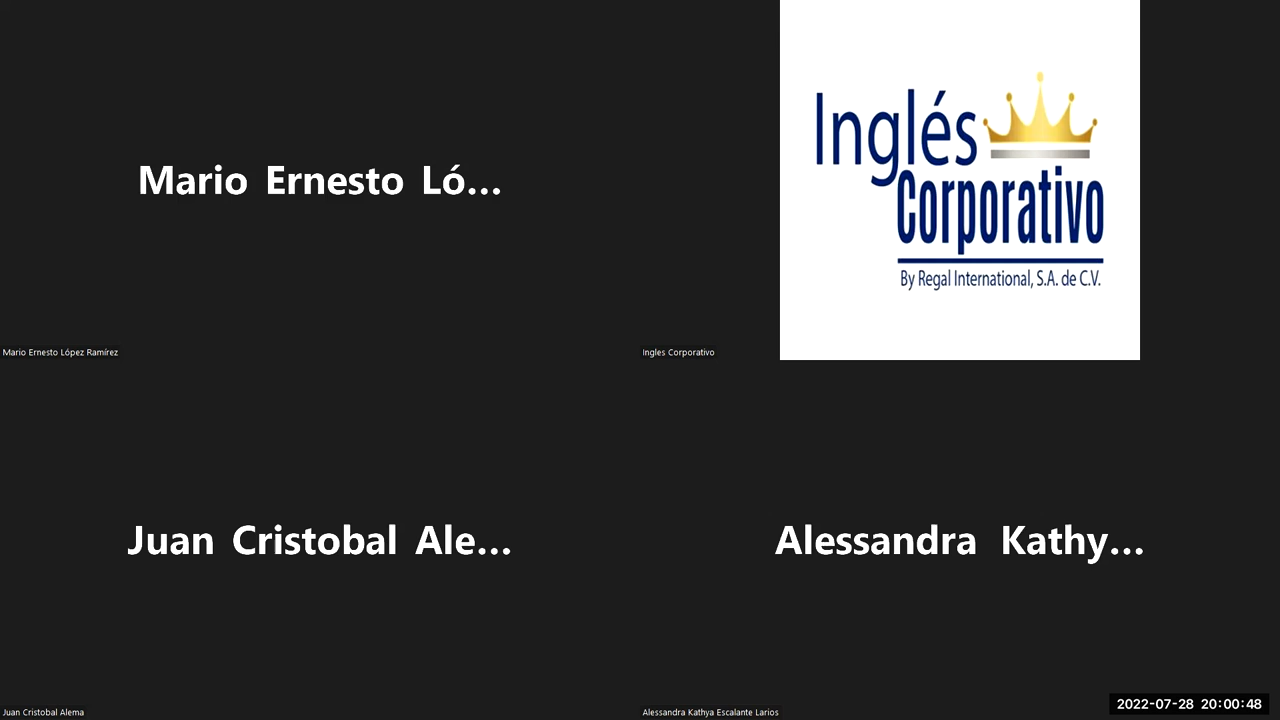 Mario Ernesto Ló...
Mario Ernesto López Ramírez
Inglés
Corporativo
By Regal International, S.A. de C.V.
Ingles Corporativo
Juan Cristobal Ale...
Juan Cristobal Alema
Alessandra Kathy...
Alessandra Kathya Escalante Larios
2022-07-28 20:00:48